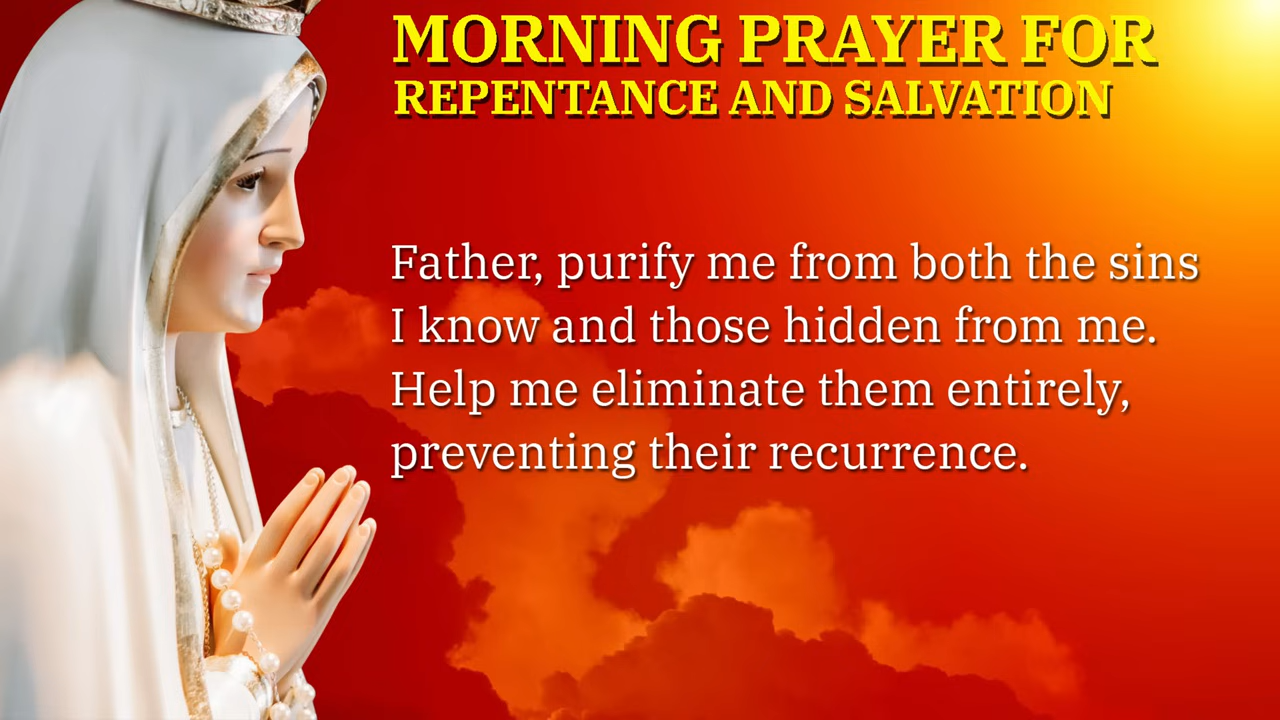 MORNING PRAYER FOR
REPENTANCE AND SALVATION
Father, purify me from both the sins
I know and those hidden from me.
Help me eliminate them entirely,
preventing their recurrence.